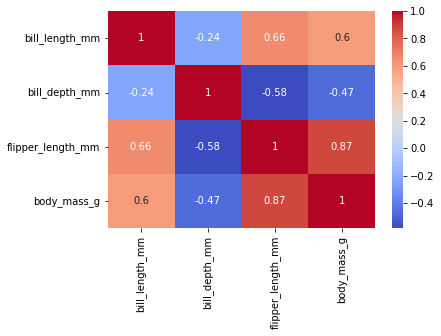 bill_length_mm 1 -0.24 0.66 0.6
bill_depth_mm -0.24 1 -0.58 -0.47
flipper_length_mm 0.66 -0.58 1 0.87
body_mass_g 0.6 -0.47 0.87 1
bill_length_mm
bill_depth_mm
flipper_length_mm
body_mass_g
1.0
0.8
0.6
0.4
0.2
0.0
−0.2
−0.4